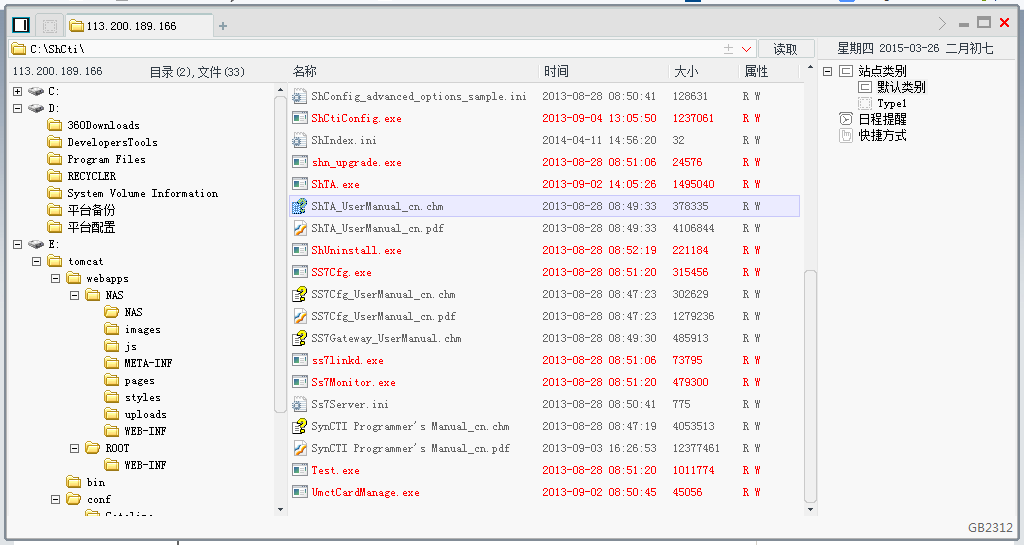 113.200.189.166
C:\ShCti\
读取
星期四 2015-03-26 二月初七
113.200.189.166
目录(2),文件(33)
C:
D:
360Downloads
DevelopersTools
Program Files
RECYCLER
System Volume Information
平台备份
平台配置
E:
tomcat
webapps
NAS
NAS
images
js
META-INF
pages
styles
uploads
WEB-INF
ROOT
WEB-INF
bin
conf
名称 时间 大小 属性
ShConfig_advanced_options_sample.ini 2013-08-28 08:50:41 128631 R W
ShCtiConfig.exe 2013-09-04 13:05:50 1237061 R W
ShIndex.ini 2014-04-11 14:56:20 32 R W
shn_upgrade.exe 2013-08-28 08:51:06 24576 R W
ShTA.exe 2013-09-02 14:05:26 1495040 R W
ShTA_UserManual_cn.chm 2013-08-28 08:49:33 378335 R W
ShTA_UserManual_cn.pdf 2013-08-28 08:49:33 4106844 R W
ShUninstall.exe 2013-08-28 08:52:19 221184 R W
SS7Cfg.exe 2013-08-28 08:51:20 315456 R W
SS7Cfg_UserManual_cn.chm 2013-08-28 08:47:23 302629 R W
SS7Cfg_UserManual_cn.pdf 2013-08-28 08:47:23 1279236 R W
SS7Gateway_UserManual.chm 2013-08-28 08:49:30 485913 R W
ss7linkd.exe 2013-08-28 08:51:06 73795 R W
Ss7Monitor.exe 2013-08-28 08:51:20 479300 R W
Ss7Server.ini 2013-08-28 08:50:41 775 R W
SynCTI Programmer's Manual_cn.chm 2013-08-28 08:47:19 4053513 R W
SynCTI Programmer's Manual_cn.pdf 2013-09-03 16:26:53 12377461 R W
Test.exe 2013-08-28 08:51:20 1011774 R W
UmctCardManage.exe 2013-09-02 08:50:45 45056 R W
站点类别
默认类别
Type1
日程提醒
快捷方式
GB2312